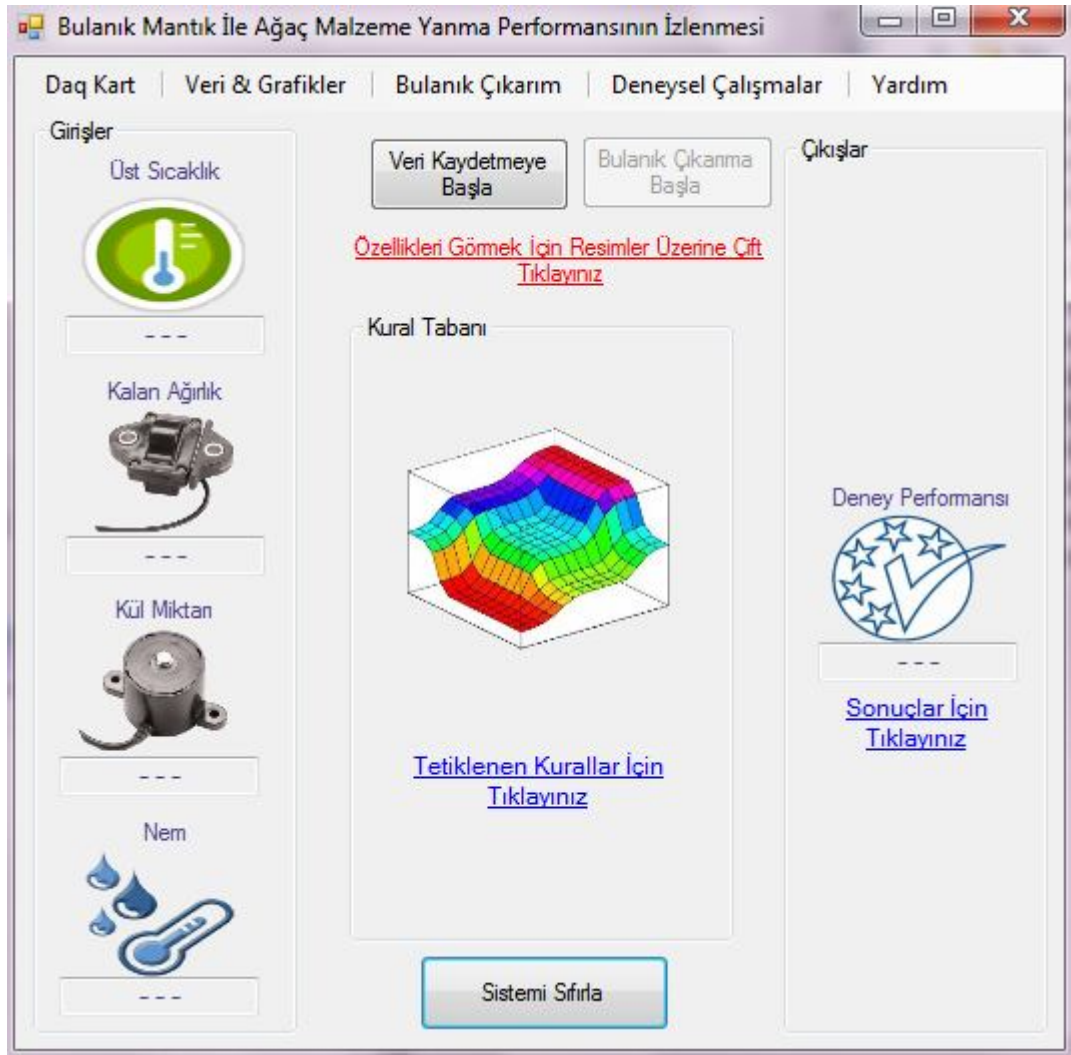 Bulanık Mantık İle Ağaç Malzeme Yanma Performansının İzlenmesi
Daq Kart
Veri & Grafikler
Bulanık Çıkarım
Deneysel Çalışmalar
Yardım
Girişler
Üst Sıcaklık
---
Kalan Ağırlık
---
Kül Miktarı
---
Nem
---
Veri Kaydetmeye
Başla
Bulanık Çıkarıma
Başla
Özellikleri Görmek İçin Resimler Üzerine Çift
Tıklayınız
Kural Tabanı
Tetiklenen Kurallar İçin
Tıklayınız
Sistemi Sıfırla
Çıkışlar
Deney Performansı
---
Sonuçlar İçin
Tıklayınız